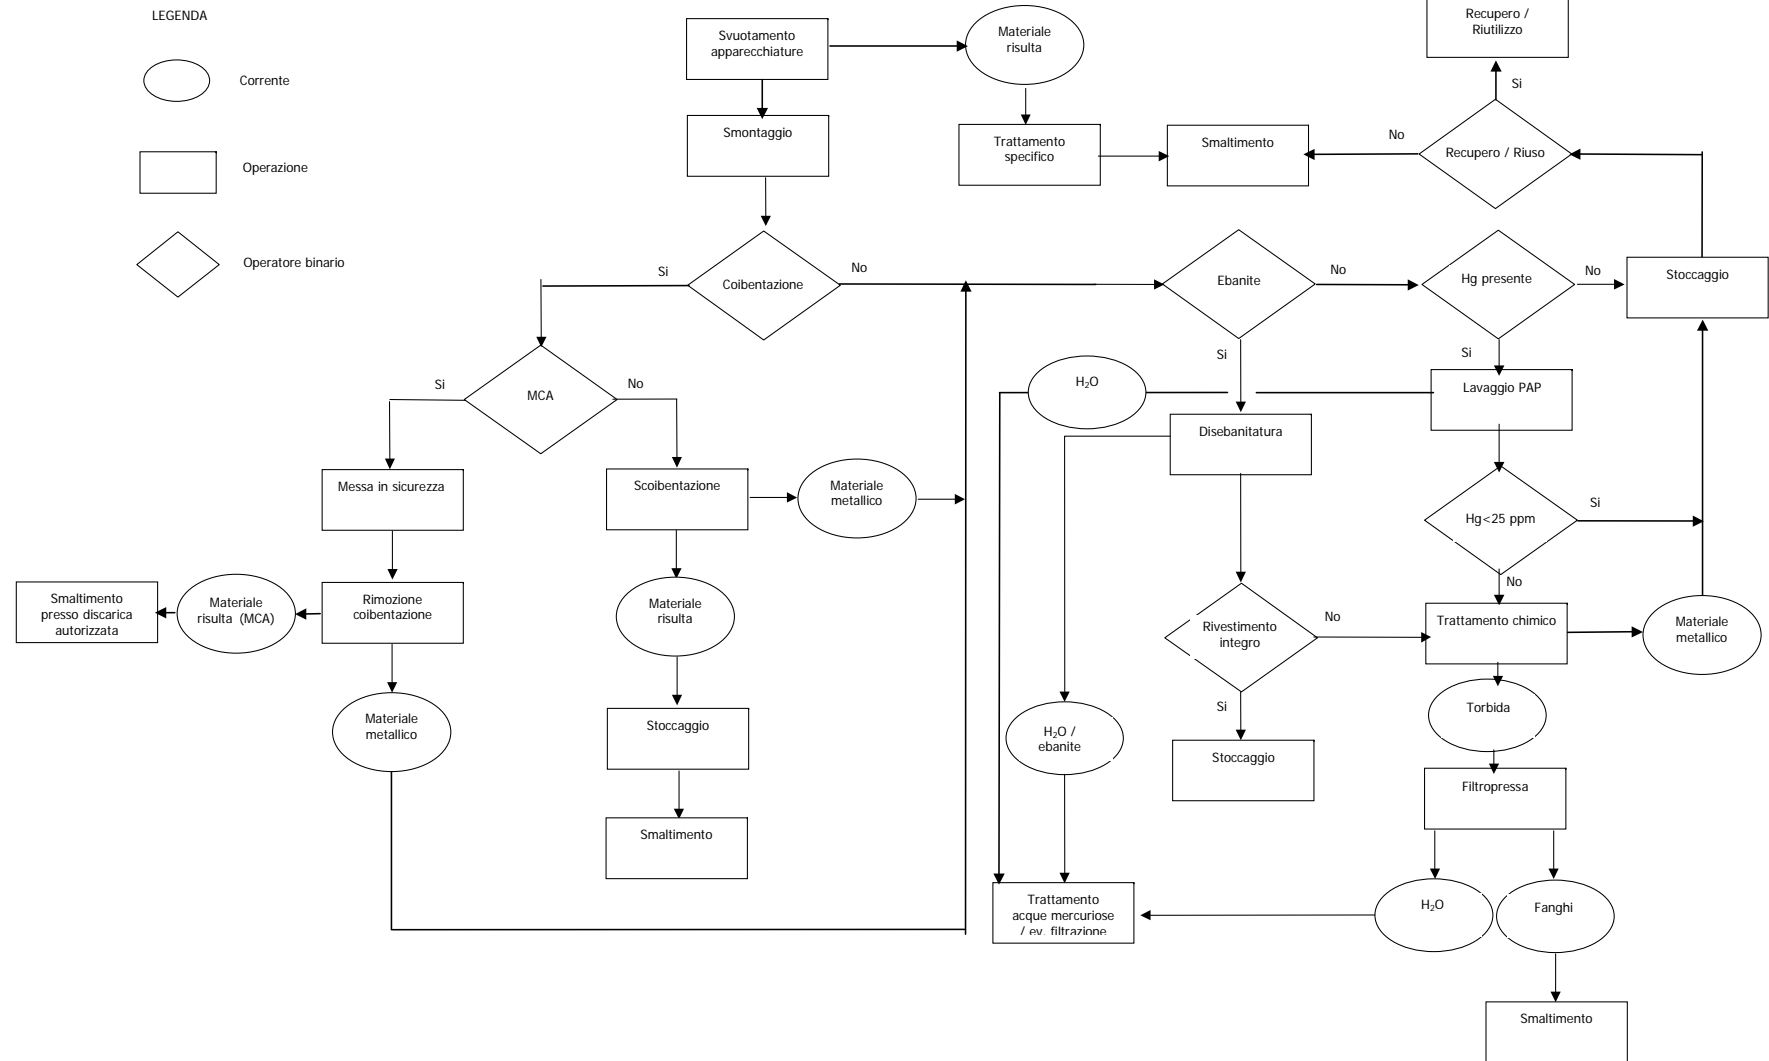 LEGENDA
Corrente
Operazione
Operatore binario
Svuotamento
apparecchiature
Materiale
risulta
Recupero /
Riutilizzo
Si
Smontaggio
Trattamento
specifico
Smaltimento
No
Recupero / Riuso
Si
Coibentazione
No
Ebanite
No
Hg presente
No
Stoccaggio
Si
Si
MCA
No
Si
H₂O
Lavaggio PAP
Disebanitatura
Messa in sicurezza
Scoibentazione
Materiale
metallico
Hg<25 ppm
Si
No
Smaltimento
presso discarica
autorizzata
Materiale
risulta (MCA)
Rimozione
coibentazione
Materiale
risulta
Rivestimento
integro
No
Trattamento chimico
Materiale
metallico
Si
Materiale
metallico
Stoccaggio
H₂O /
ebanite
Stoccaggio
Torbida
Filtropressa
Smaltimento
Trattamento
acque mercuriose
/ ev. filtrazione
H₂O
Fanghi
Smaltimento